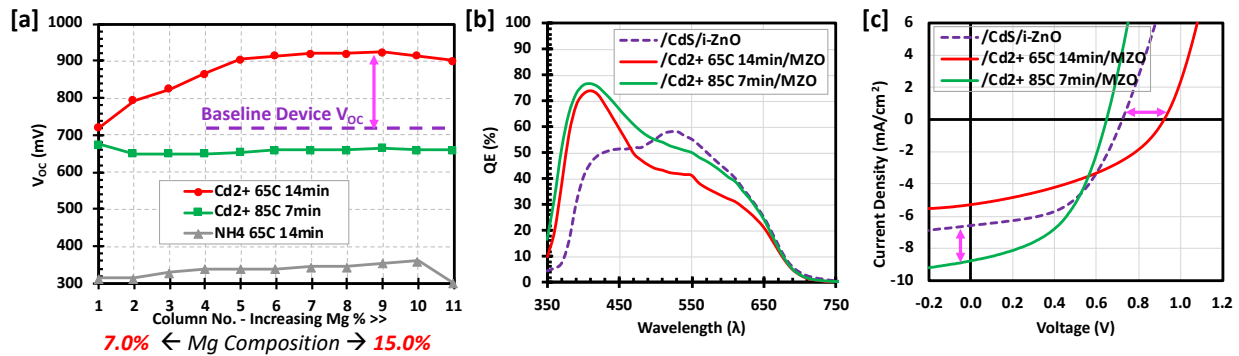 [a]
1000
900
800
700
600
500
400
300
V_OC (mV)
Baseline Device V_OC
Cd2+ 65C 14min
Cd2+ 85C 7min
NH4 65C 14min
1 2 3 4 5 6 7 8 9 10 11
Column No. - Increasing Mg % >>
7.0% ← Mg Composition → 15.0%
[b]
100
90
80
70
60
50
40
30
20
10
0
QE (%)
/CdS/i-ZnO
/Cd2+ 65C 14min/MZO
/Cd2+ 85C 7min/MZO
350 450 550 650 750
Wavelength (λ)
[c]
6
4
2
0
-2
-4
-6
-8
-10
Current Density (mA/cm²)
/CdS/i-ZnO
/Cd2+ 65C 14min/MZO
/Cd2+ 85C 7min/MZO
-0.2 0.0 0.2 0.4 0.6 0.8 1.0 1.2
Voltage (V)